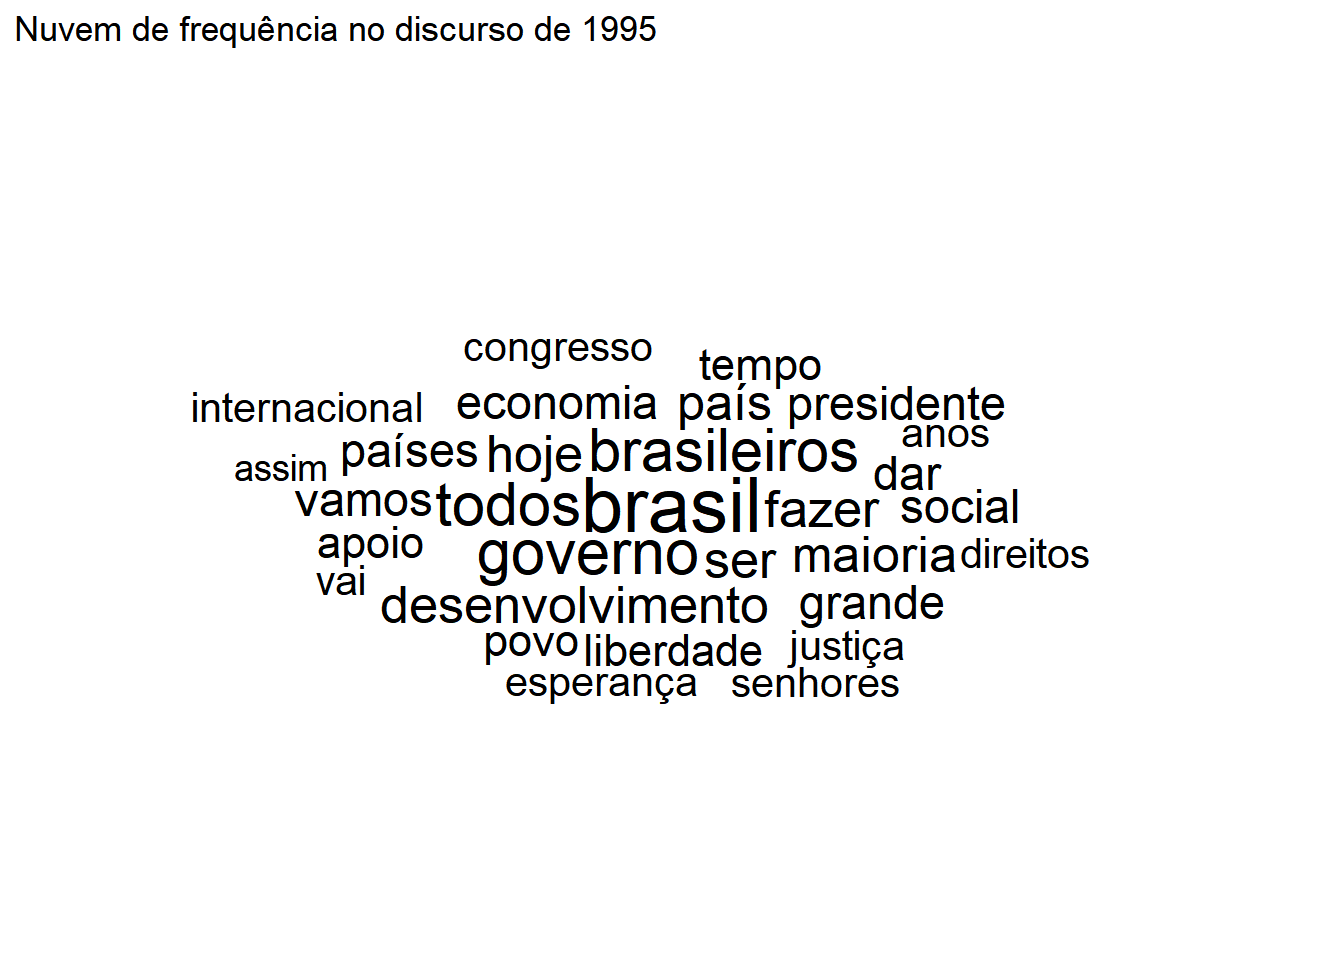 Nuvem de frequência no discurso de 1995
congresso tempo
internacional economia país presidente
países hoje brasileiros anos
assim dar
vamos todos brasil fazer social
apoio governo ser maioria direitos
vai
desenvolvimento grande
povo liberdade justiça
esperança senhores